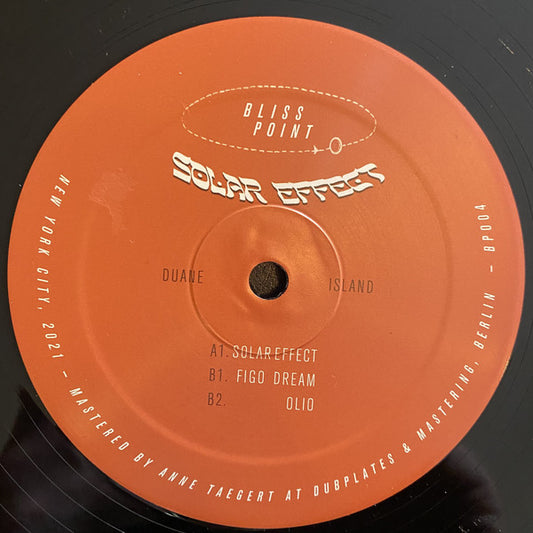 BLISS
POINT
SOLAR EFFECT
DUANE ISLAND
A1. SOLAR EFFECT
B1. FIGO DREAM
B2. OLIO
NEW YORK CITY, 2021 – MASTERED BY ANNE TAEGERT AT DUBPLATES & MASTERING, BERLIN – BP004